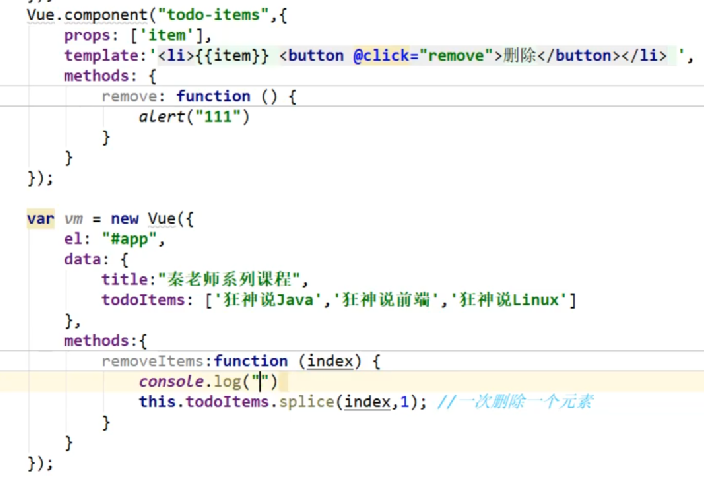 Vue.component("todo-items",{
props: ['item'],
template:'<li>{{item}} <button @click="remove">删除</button></li> ',
methods: {
remove: function () {
alert("111")
}
}
});
var vm = new Vue({
el: "#app",
data: {
title:"秦老师系列课程",
todoItems: ['狂神说Java','狂神说前端','狂神说Linux']
},
methods:{
removeItems:function (index) {
console.log("")
this.todoItems.splice(index,1); //一次删除一个元素
}
}
});